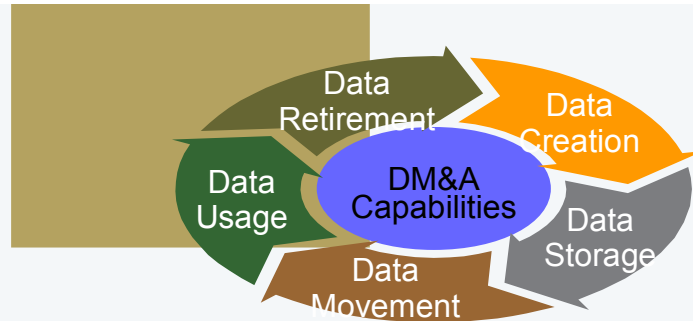 Data
Retirement
Data
Creation
DM&A
Capabilities
Data
Usage
Data
Storage
Data
Movement